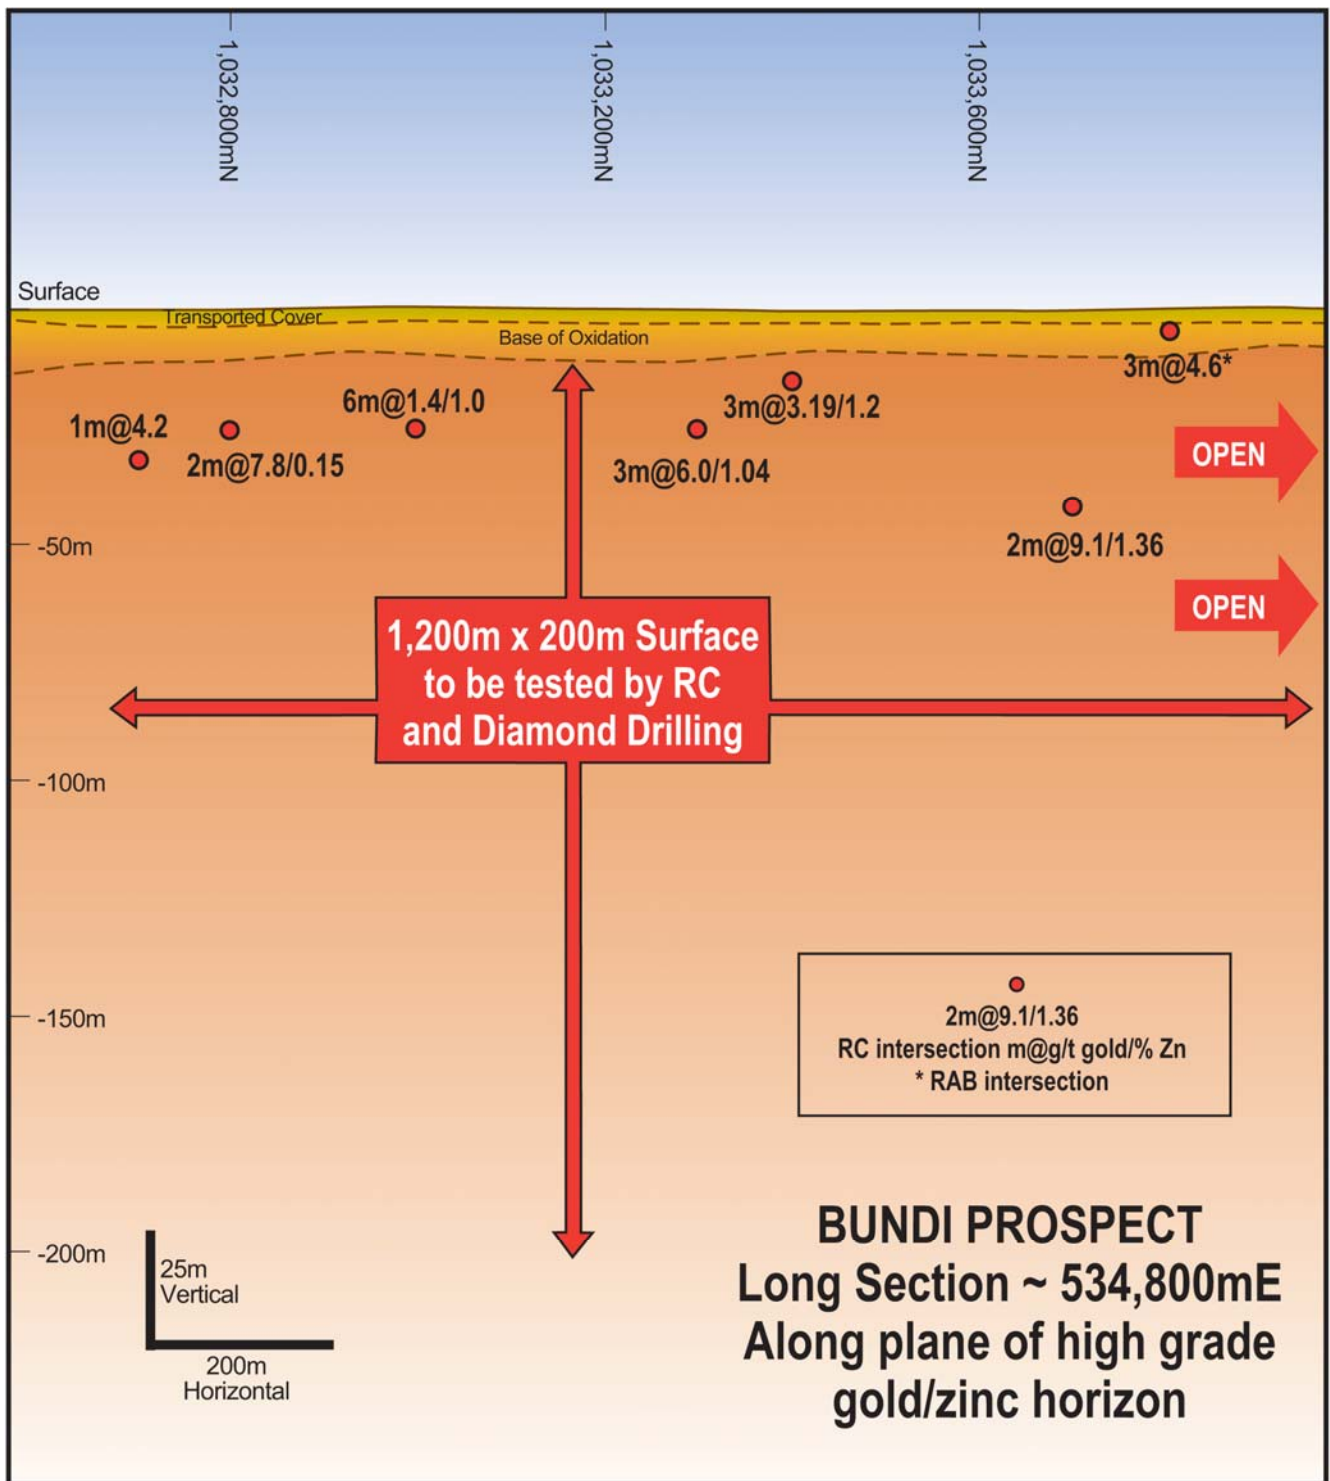 1,032,800mN
1,033,200mN
1,033,600mN
Surface
Transported Cover
Base of Oxidation
3m@4.6*
6m@1.4/1.0
3m@3.19/1.2
1m@4.2
2m@7.8/0.15
3m@6.0/1.04
OPEN
-50m
2m@9.1/1.36
OPEN
1,200m x 200m Surface
to be tested by RC
and Diamond Drilling
-100m
-150m
2m@9.1/1.36
RC intersection m@g/t gold/% Zn
* RAB intersection
-200m
25m
Vertical
200m
Horizontal
BUNDI PROSPECT
Long Section ~ 534,800mE
Along plane of high grade
gold/zinc horizon